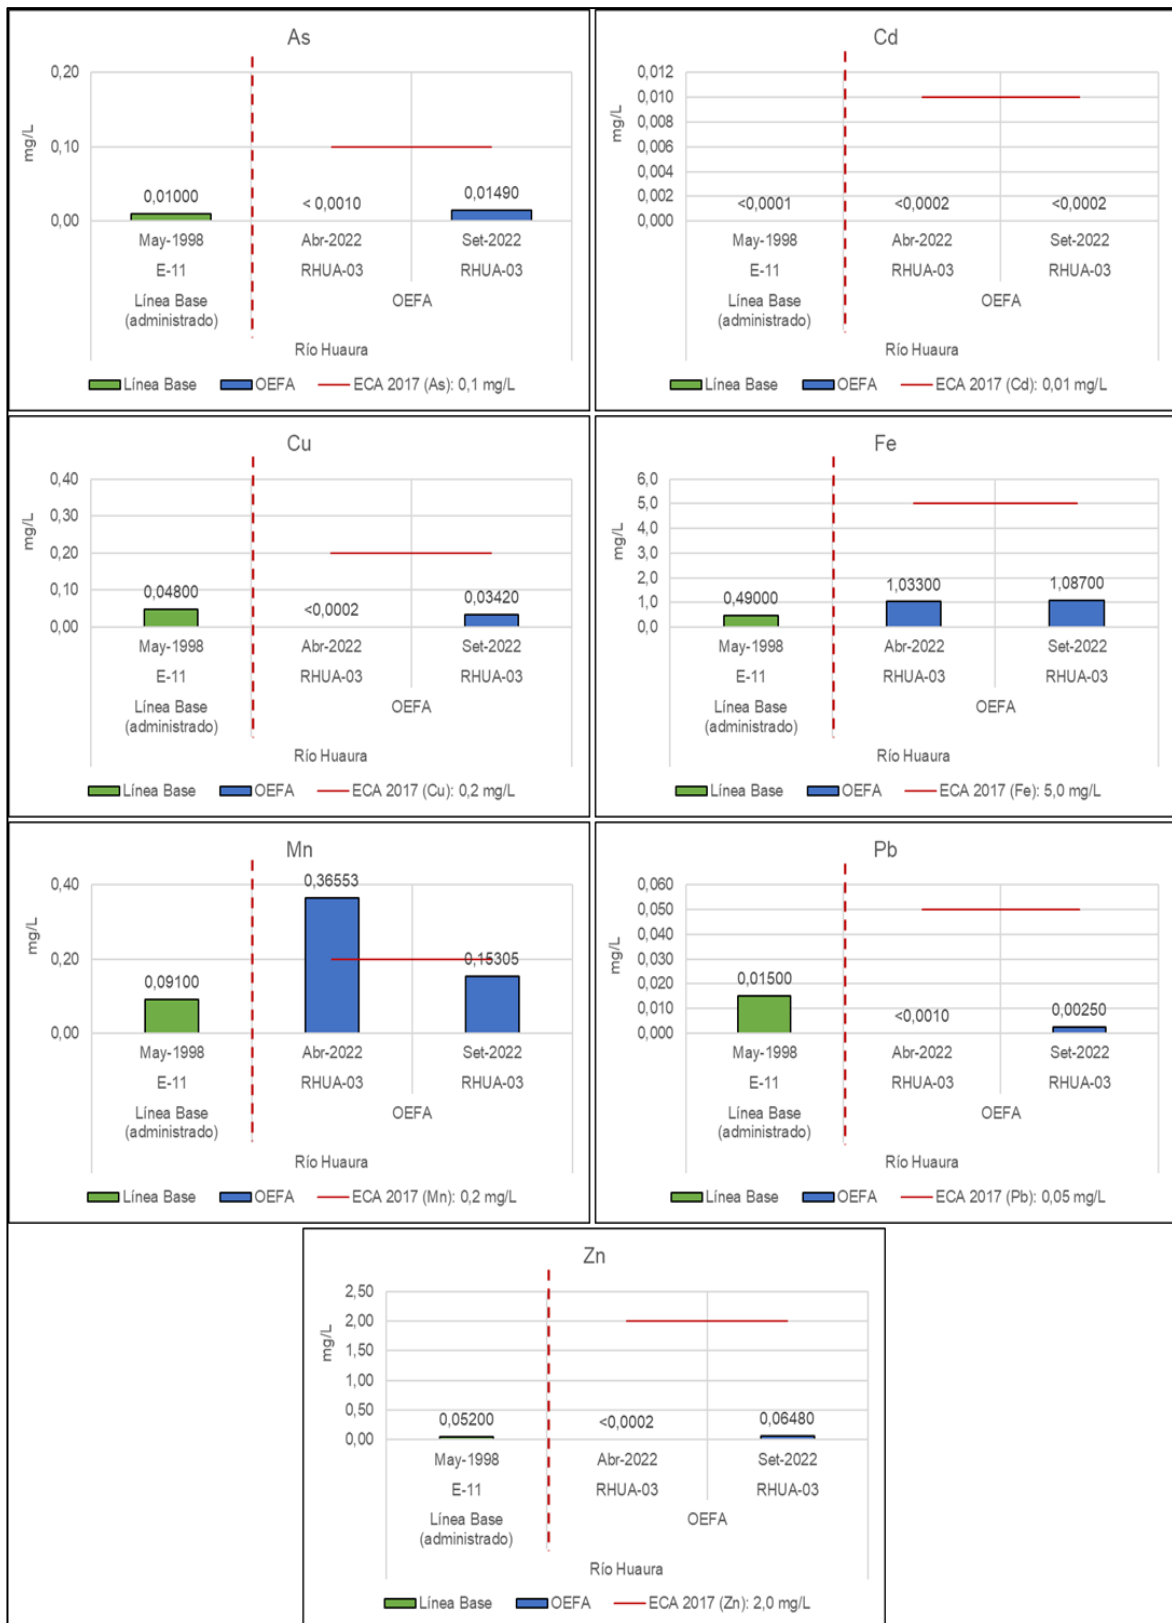 As
0,20
0,10
0,00
mg/L
0,01000
< 0,0010
0,01490
May-1998
Abr-2022
Set-2022
E-11
RHUA-03
RHUA-03
Línea Base
(administrado)
OEFA
Río Huaura
Línea Base
OEFA
ECA 2017 (As): 0,1 mg/L
Cd
0,012
0,010
0,008
0,006
0,004
0,002
0,000
mg/L
<0,0001
<0,0002
<0,0002
May-1998
Abr-2022
Set-2022
E-11
RHUA-03
RHUA-03
Línea Base
(administrado)
OEFA
Río Huaura
Línea Base
OEFA
ECA 2017 (Cd): 0,01 mg/L
Cu
0,40
0,30
0,20
0,10
0,00
mg/L
0,04800
<0,0002
0,03420
May-1998
Abr-2022
Set-2022
E-11
RHUA-03
RHUA-03
Línea Base
(administrado)
OEFA
Río Huaura
Línea Base
OEFA
ECA 2017 (Cu): 0,2 mg/L
Fe
6,0
5,0
4,0
3,0
2,0
1,0
0,0
mg/L
0,49000
1,03300
1,08700
May-1998
Abr-2022
Set-2022
E-11
RHUA-03
RHUA-03
Línea Base
(administrado)
OEFA
Río Huaura
Línea Base
OEFA
ECA 2017 (Fe): 5,0 mg/L
Mn
0,40
0,20
0,00
mg/L
0,09100
0,36553
0,15305
May-1998
Abr-2022
Set-2022
E-11
RHUA-03
RHUA-03
Línea Base
(administrado)
OEFA
Río Huaura
Línea Base
OEFA
ECA 2017 (Mn): 0,2 mg/L
Pb
0,060
0,050
0,040
0,030
0,020
0,010
0,000
mg/L
0,01500
<0,0010
0,00250
May-1998
Abr-2022
Set-2022
E-11
RHUA-03
RHUA-03
Línea Base
(administrado)
OEFA
Río Huaura
Línea Base
OEFA
ECA 2017 (Pb): 0,05 mg/L
Zn
2,50
2,00
1,50
1,00
0,50
0,00
mg/L
0,05200
<0,0002
0,06480
May-1998
Abr-2022
Set-2022
E-11
RHUA-03
RHUA-03
Línea Base
(administrado)
OEFA
Río Huaura
Línea Base
OEFA
ECA 2017 (Zn): 2,0 mg/L